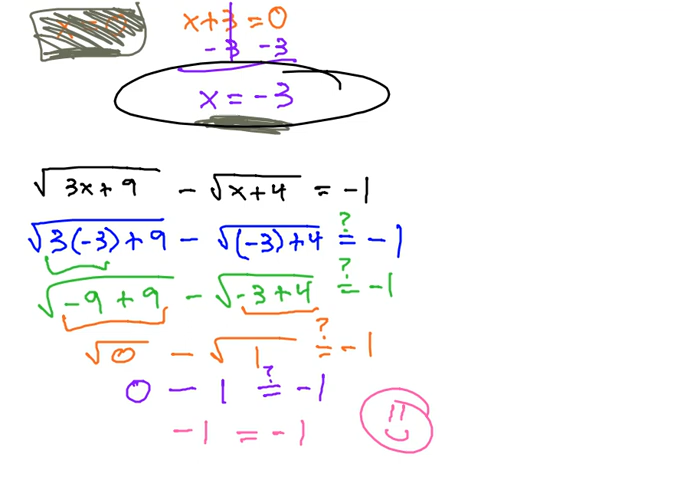 x = 0 x+3 = 0
-3 -3
x = -3
√3x+9 - √x+4 = -1
√3(-3)+9 - √(-3)+4 ≟ -1
√-9+9 - √-3+4 ≟ -1
√0 - √1 ≟ -1
0 - 1 ≟ -1
-1 = -1